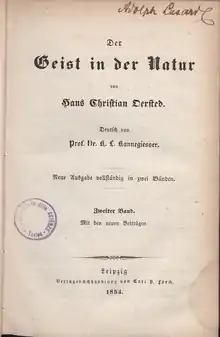 Adolph
Der
Geist in der Natur
von
Hans Christian Oersted.
Deutsch von
Prof. Dr. K. L. Kannegiesser.
Neue Ausgabe vollständig in zwei Bänden.
Zweiter Band.
Mit den neuen Beiträgen.
Leipzig
Verlagsbuchhandlung von Carl B. Lorck.
1854.